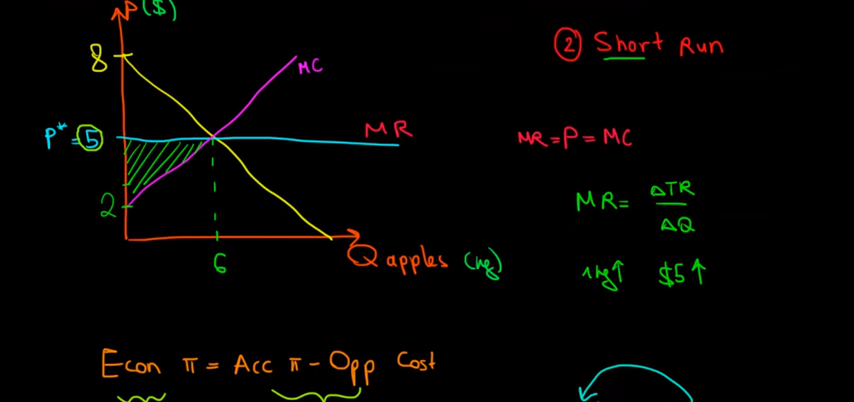 P ($)
② Short Run
8
MC
P* = 5
MR
MR = P = MC
2
MR = ΔTR
ΔQ
6
Q apples (kg)
1kg↑ $5↑
Econ π = Acc π - Opp Cost